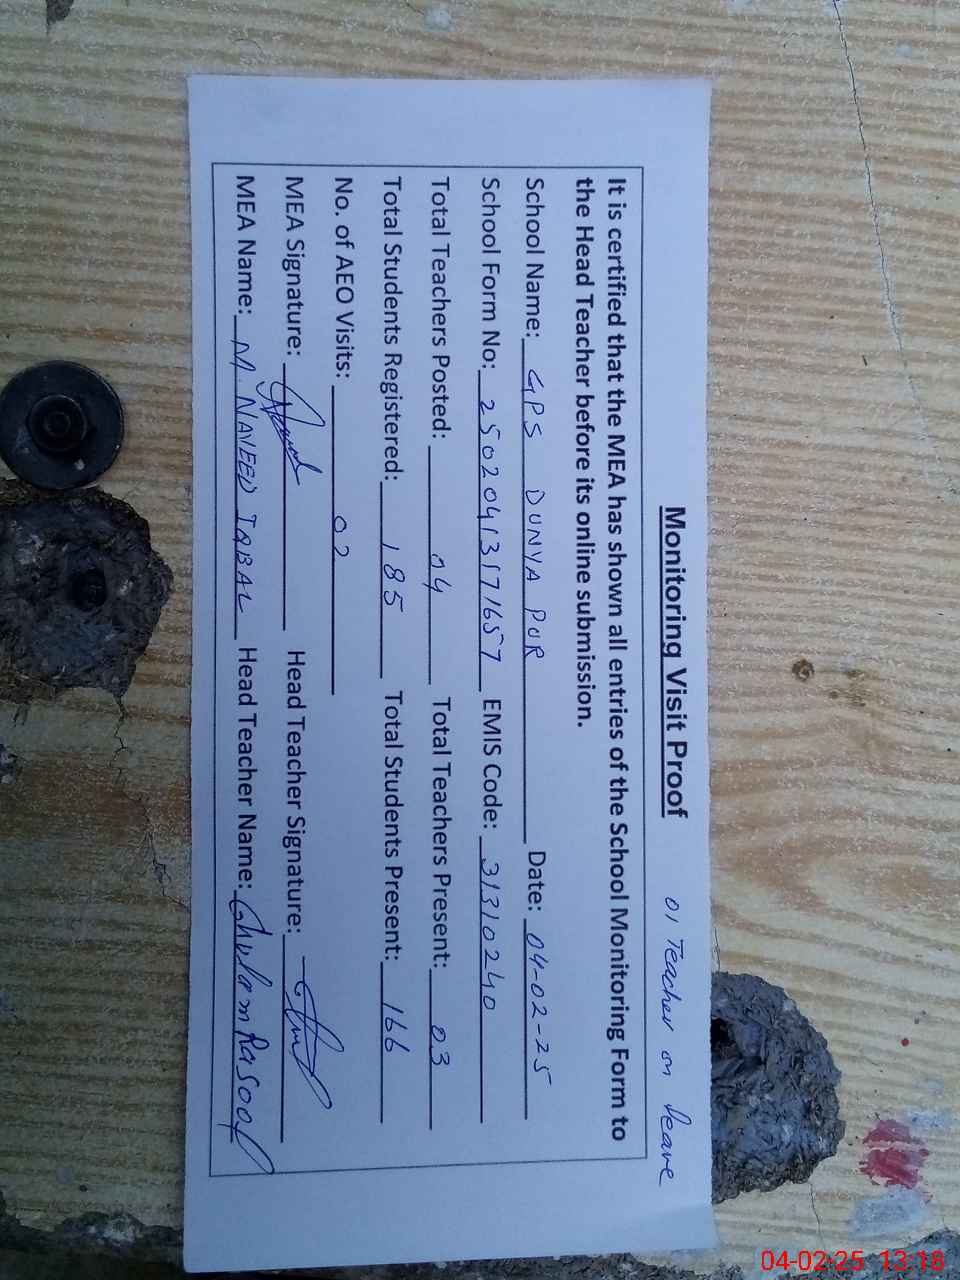 Monitoring Visit Proof 01 Teacher on leave
It is certified that the MEA has shown all entries of the School Monitoring Form to
the Head Teacher before its online submission.
School Name: GPS DUNYA PUR Date: 04-02-25
School Form No: 25020413171657 EMIS Code: 31310240
Total Teachers Posted: 04 Total Teachers Present: 03
Total Students Registered: 185 Total Students Present: 166
No. of AEO Visits: 02
MEA Signature: Head Teacher Signature:
MEA Name: M. NAVEED IQBAL Head Teacher Name: Ghulam Rasool
04-02-25 13:18